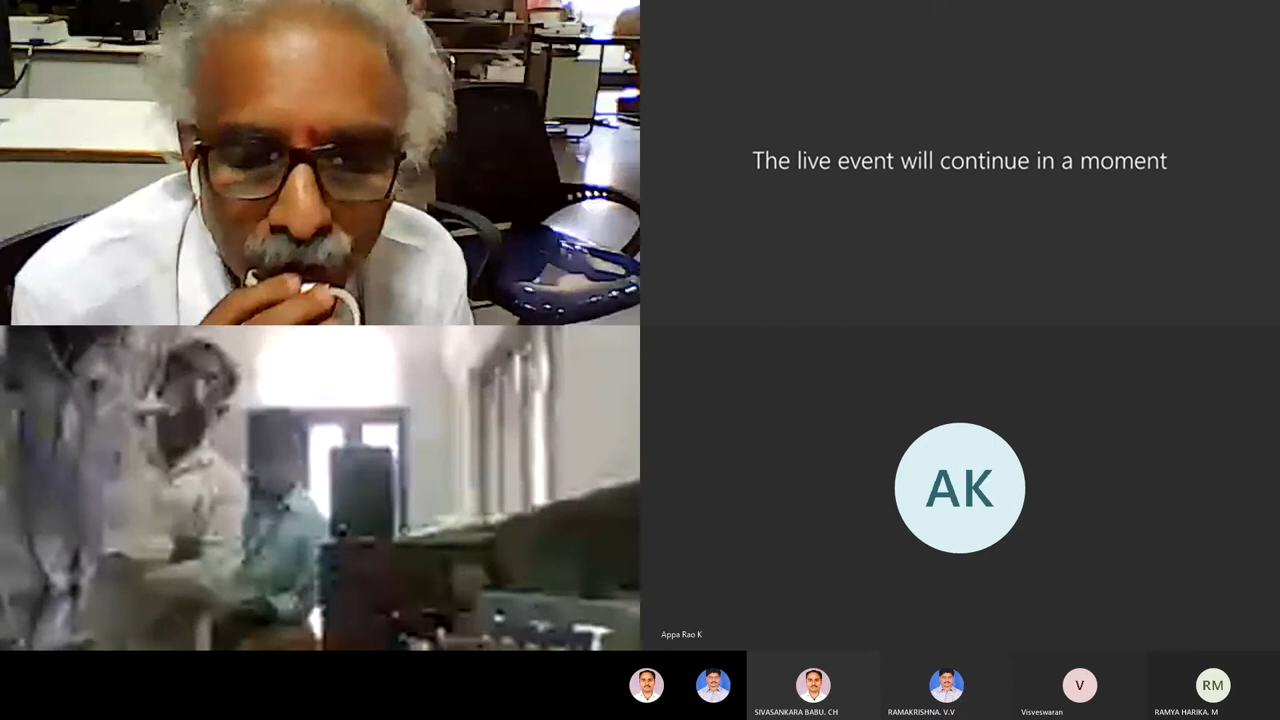 The live event will continue in a moment
AK
Appa Rao K
SIVASANKARA BABU. CH
RAMAKRISHNA. V.V
V
Visveswaran
RM
RAMYA HARIKA. M